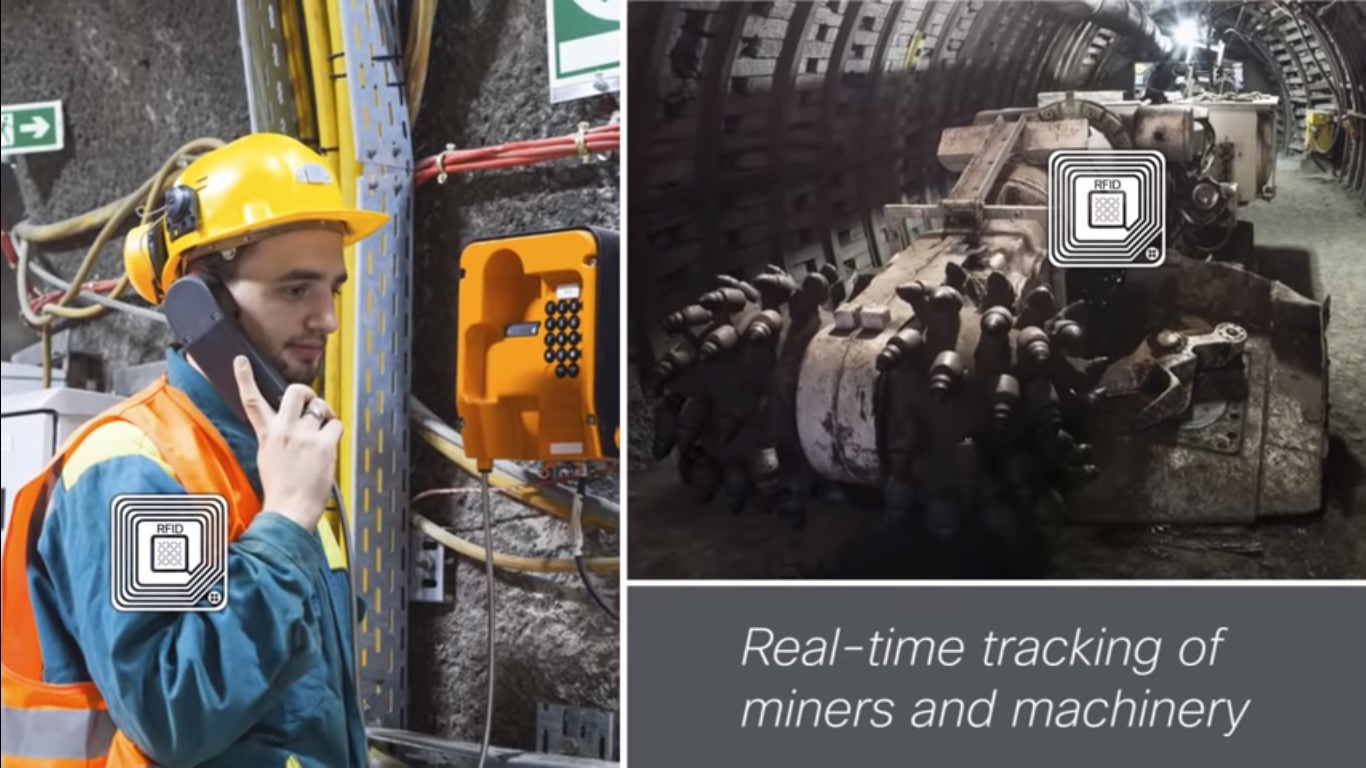 RFID
RFID
Real-time tracking of
miners and machinery